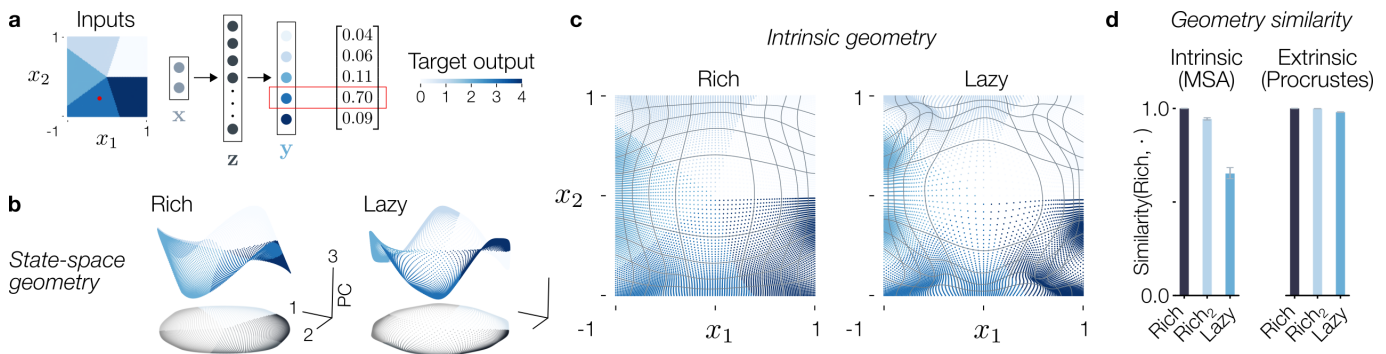 a
Inputs
1
x₂
-1
x₁
1
x
z
y
0.04
0.06
0.11
0.70
0.09
Target output
0 1 2 3 4
b
State-space
geometry
Rich
Lazy
3
PC
1
2
c
Intrinsic geometry
Rich
Lazy
1
x₂
-1
x₁
1
1
-1
x₁
1
d
Geometry similarity
Intrinsic
(MSA)
Extrinsic
(Procrustes)
Similarity(Rich, · )
1.0
0.0
Rich
Rich₂
Lazy
Rich
Rich₂
Lazy